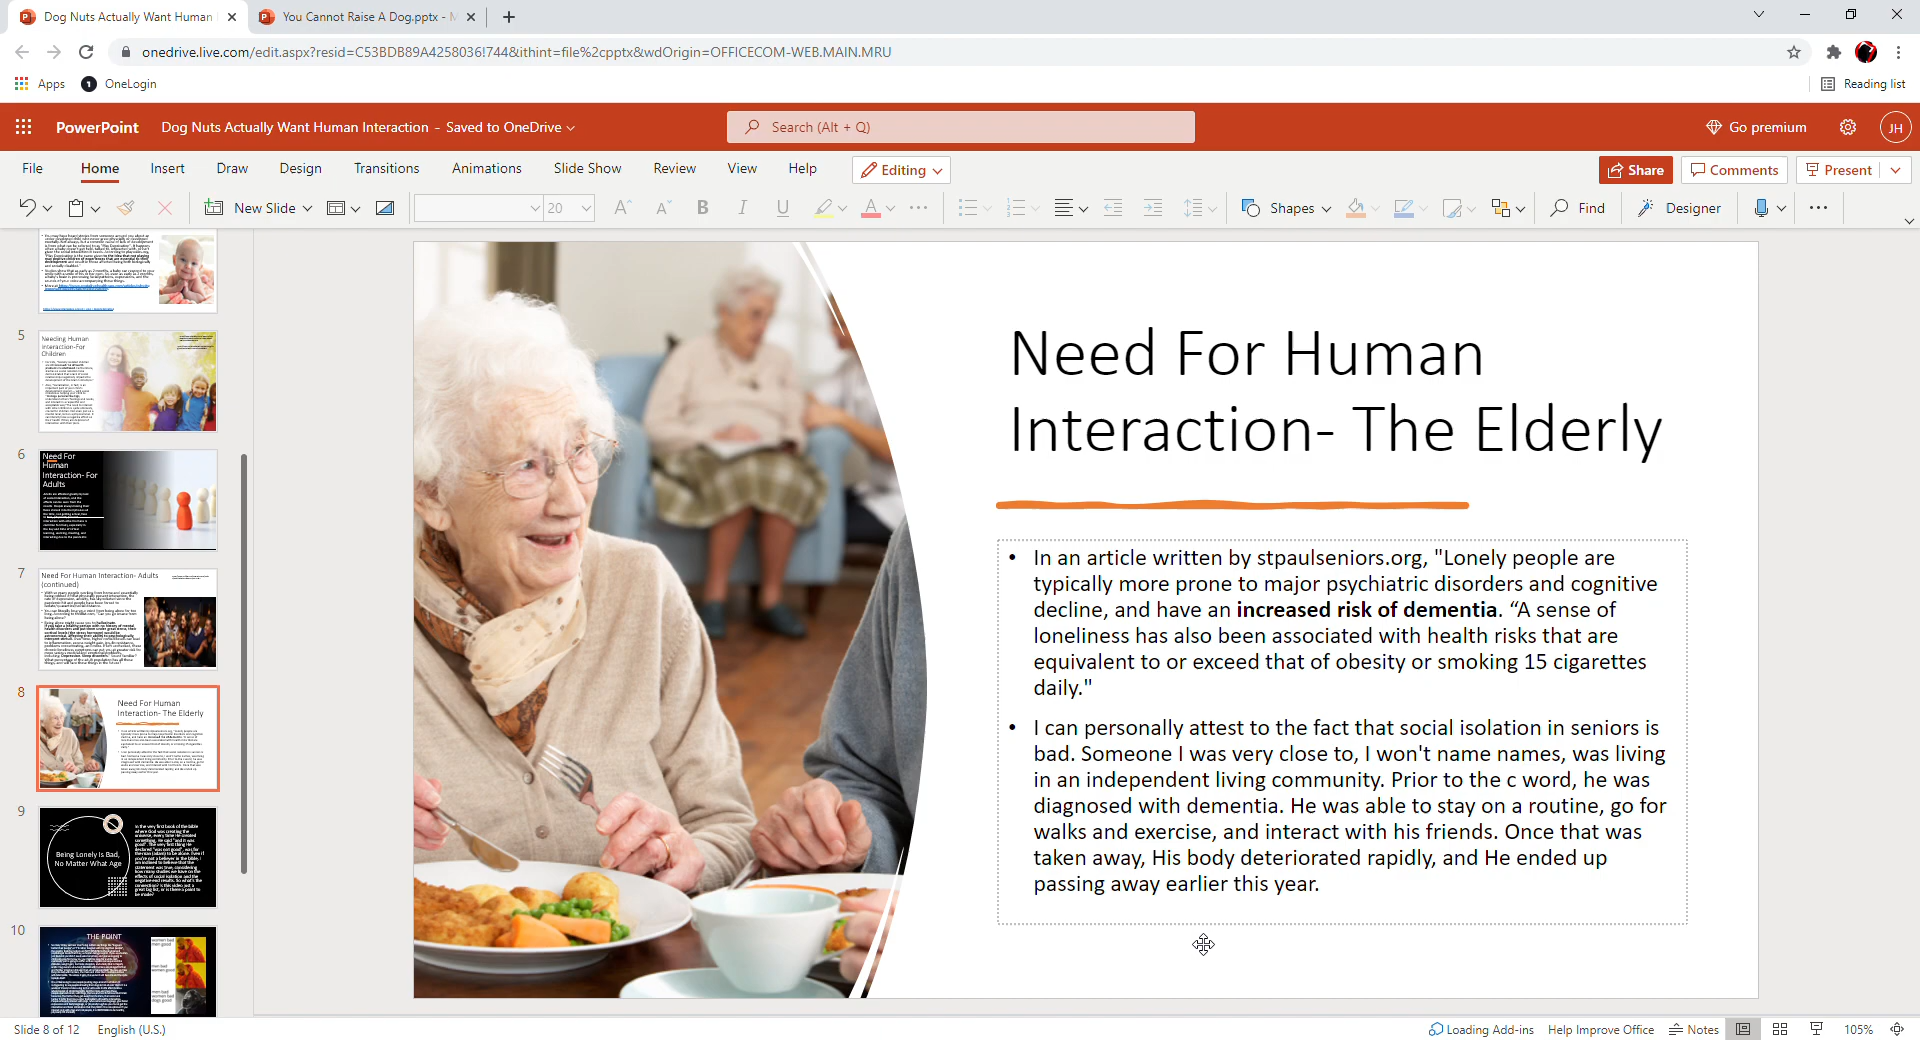 Dog Nuts Actually Want Human
You Cannot Raise A Dog.pptx - M
onedrive.live.com/edit.aspx?resid=C53BDB89A4258036!744&ithint=file%2cpptx&wdOrigin=OFFICECOM-WEB.MAIN.MRU
Apps
OneLogin
Reading list
PowerPoint
Dog Nuts Actually Want Human Interaction - Saved to OneDrive
Search (Alt + Q)
Go premium
JH
File
Home
Insert
Draw
Design
Transitions
Animations
Slide Show
Review
View
Help
Editing
Share
Comments
Present
New Slide
20
Shapes
Find
Designer
5
Needing Human
Interaction-For
Children
6
Need For
Human
Interaction- For
Adults
7
Need For Human Interaction- Adults
(continued)
8
Need For Human
Interaction- The Elderly
9
Being Lonely Is Bad,
No Matter What Age
10
THE POINT
Need For Human
Interaction- The Elderly
• In an article written by stpaulseniors.org, "Lonely people are
typically more prone to major psychiatric disorders and cognitive
decline, and have an increased risk of dementia. “A sense of
loneliness has also been associated with health risks that are
equivalent to or exceed that of obesity or smoking 15 cigarettes
daily."
• I can personally attest to the fact that social isolation in seniors is
bad. Someone I was very close to, I won't name names, was living
in an independent living community. Prior to the c word, he was
diagnosed with dementia. He was able to stay on a routine, go for
walks and exercise, and interact with his friends. Once that was
taken away, His body deteriorated rapidly, and He ended up
passing away earlier this year.
Slide 8 of 12
English (U.S.)
Loading Add-ins
Help Improve Office
Notes
105%